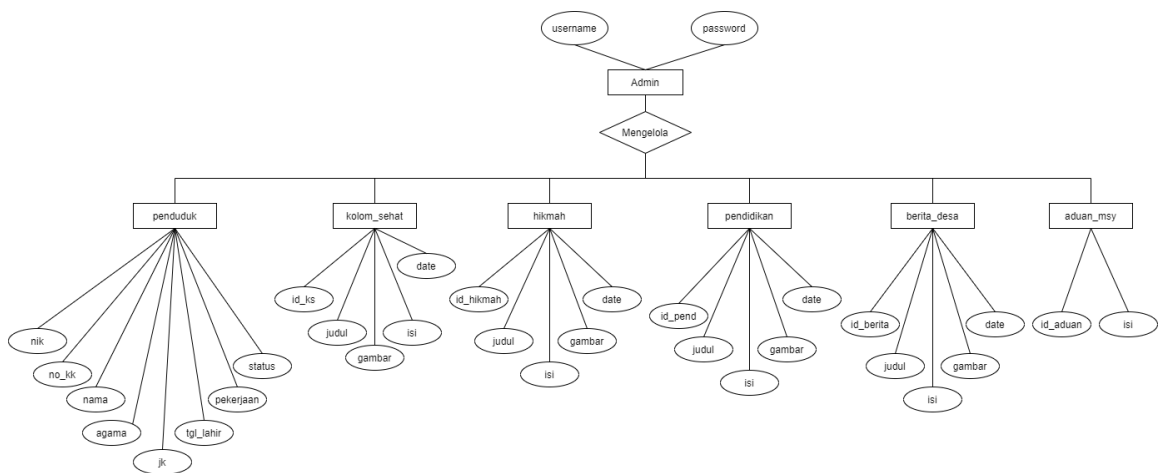 username
password
Admin
Mengelola
penduduk
kolom_sehat
hikmah
pendidikan
berita_desa
aduan_msy
nik
no_kk
nama
agama
jk
tgl_lahir
pekerjaan
status
id_ks
judul
gambar
isi
date
id_hikmah
judul
isi
gambar
date
id_pend
judul
isi
gambar
date
id_berita
judul
isi
gambar
date
id_aduan
isi